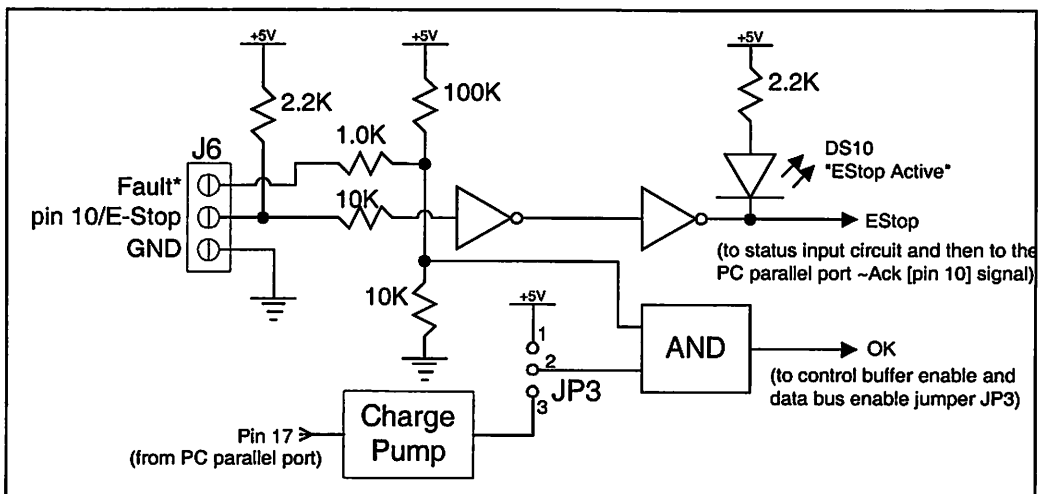 +5V
+5V
+5V
2.2K
100K
2.2K
J6
1.0K
Fault*
DS10
"EStop Active"
pin 10/E-Stop
10K
EStop
GND
(to status input circuit and then to the
PC parallel port ~Ack [pin 10] signal)
10K
+5V
1
2
3
JP3
AND
OK
(to control buffer enable and
data bus enable jumper JP3)
Charge
Pump
Pin 17
(from PC parallel port)